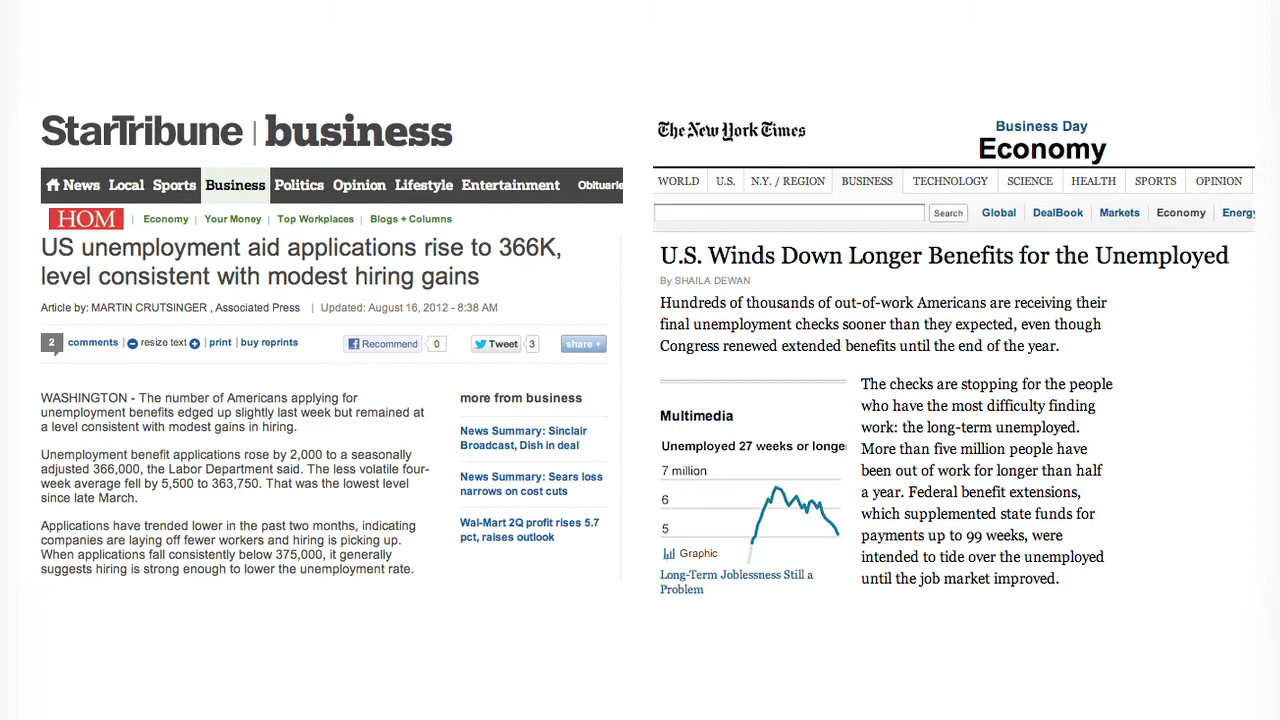 StarTribune | business
News Local Sports Business Politics Opinion Lifestyle Entertainment Obituarie
HOM | Economy | Your Money | Top Workplaces | Blogs + Columns
US unemployment aid applications rise to 366K,
level consistent with modest hiring gains
Article by: MARTIN CRUTSINGER , Associated Press | Updated: August 16, 2012 - 8:38 AM
2 comments | resize text | print | buy reprints
Recommend 0 Tweet 3 share +
WASHINGTON - The number of Americans applying for
unemployment benefits edged up slightly last week but remained at
a level consistent with modest gains in hiring.
Unemployment benefit applications rose by 2,000 to a seasonally
adjusted 366,000, the Labor Department said. The less volatile four-
week average fell by 5,500 to 363,750. That was the lowest level
since late March.
Applications have trended lower in the past two months, indicating
companies are laying off fewer workers and hiring is picking up.
When applications fall consistently below 375,000, it generally
suggests hiring is strong enough to lower the unemployment rate.
more from business
News Summary: Sinclair
Broadcast, Dish in deal
News Summary: Sears loss
narrows on cost cuts
Wal-Mart 2Q profit rises 5.7
pct, raises outlook
The New York Times
Business Day
Economy
WORLD U.S. N.Y. / REGION BUSINESS TECHNOLOGY SCIENCE HEALTH SPORTS OPINION
Search Global DealBook Markets Economy Energy
U.S. Winds Down Longer Benefits for the Unemployed
By SHAILA DEWAN
Hundreds of thousands of out-of-work Americans are receiving their
final unemployment checks sooner than they expected, even though
Congress renewed extended benefits until the end of the year.
Multimedia
Unemployed 27 weeks or longe
7 million
6
5
Graphic
Long-Term Joblessness Still a
Problem
The checks are stopping for the people
who have the most difficulty finding
work: the long-term unemployed.
More than five million people have
been out of work for longer than half
a year. Federal benefit extensions,
which supplemented state funds for
payments up to 99 weeks, were
intended to tide over the unemployed
until the job market improved.